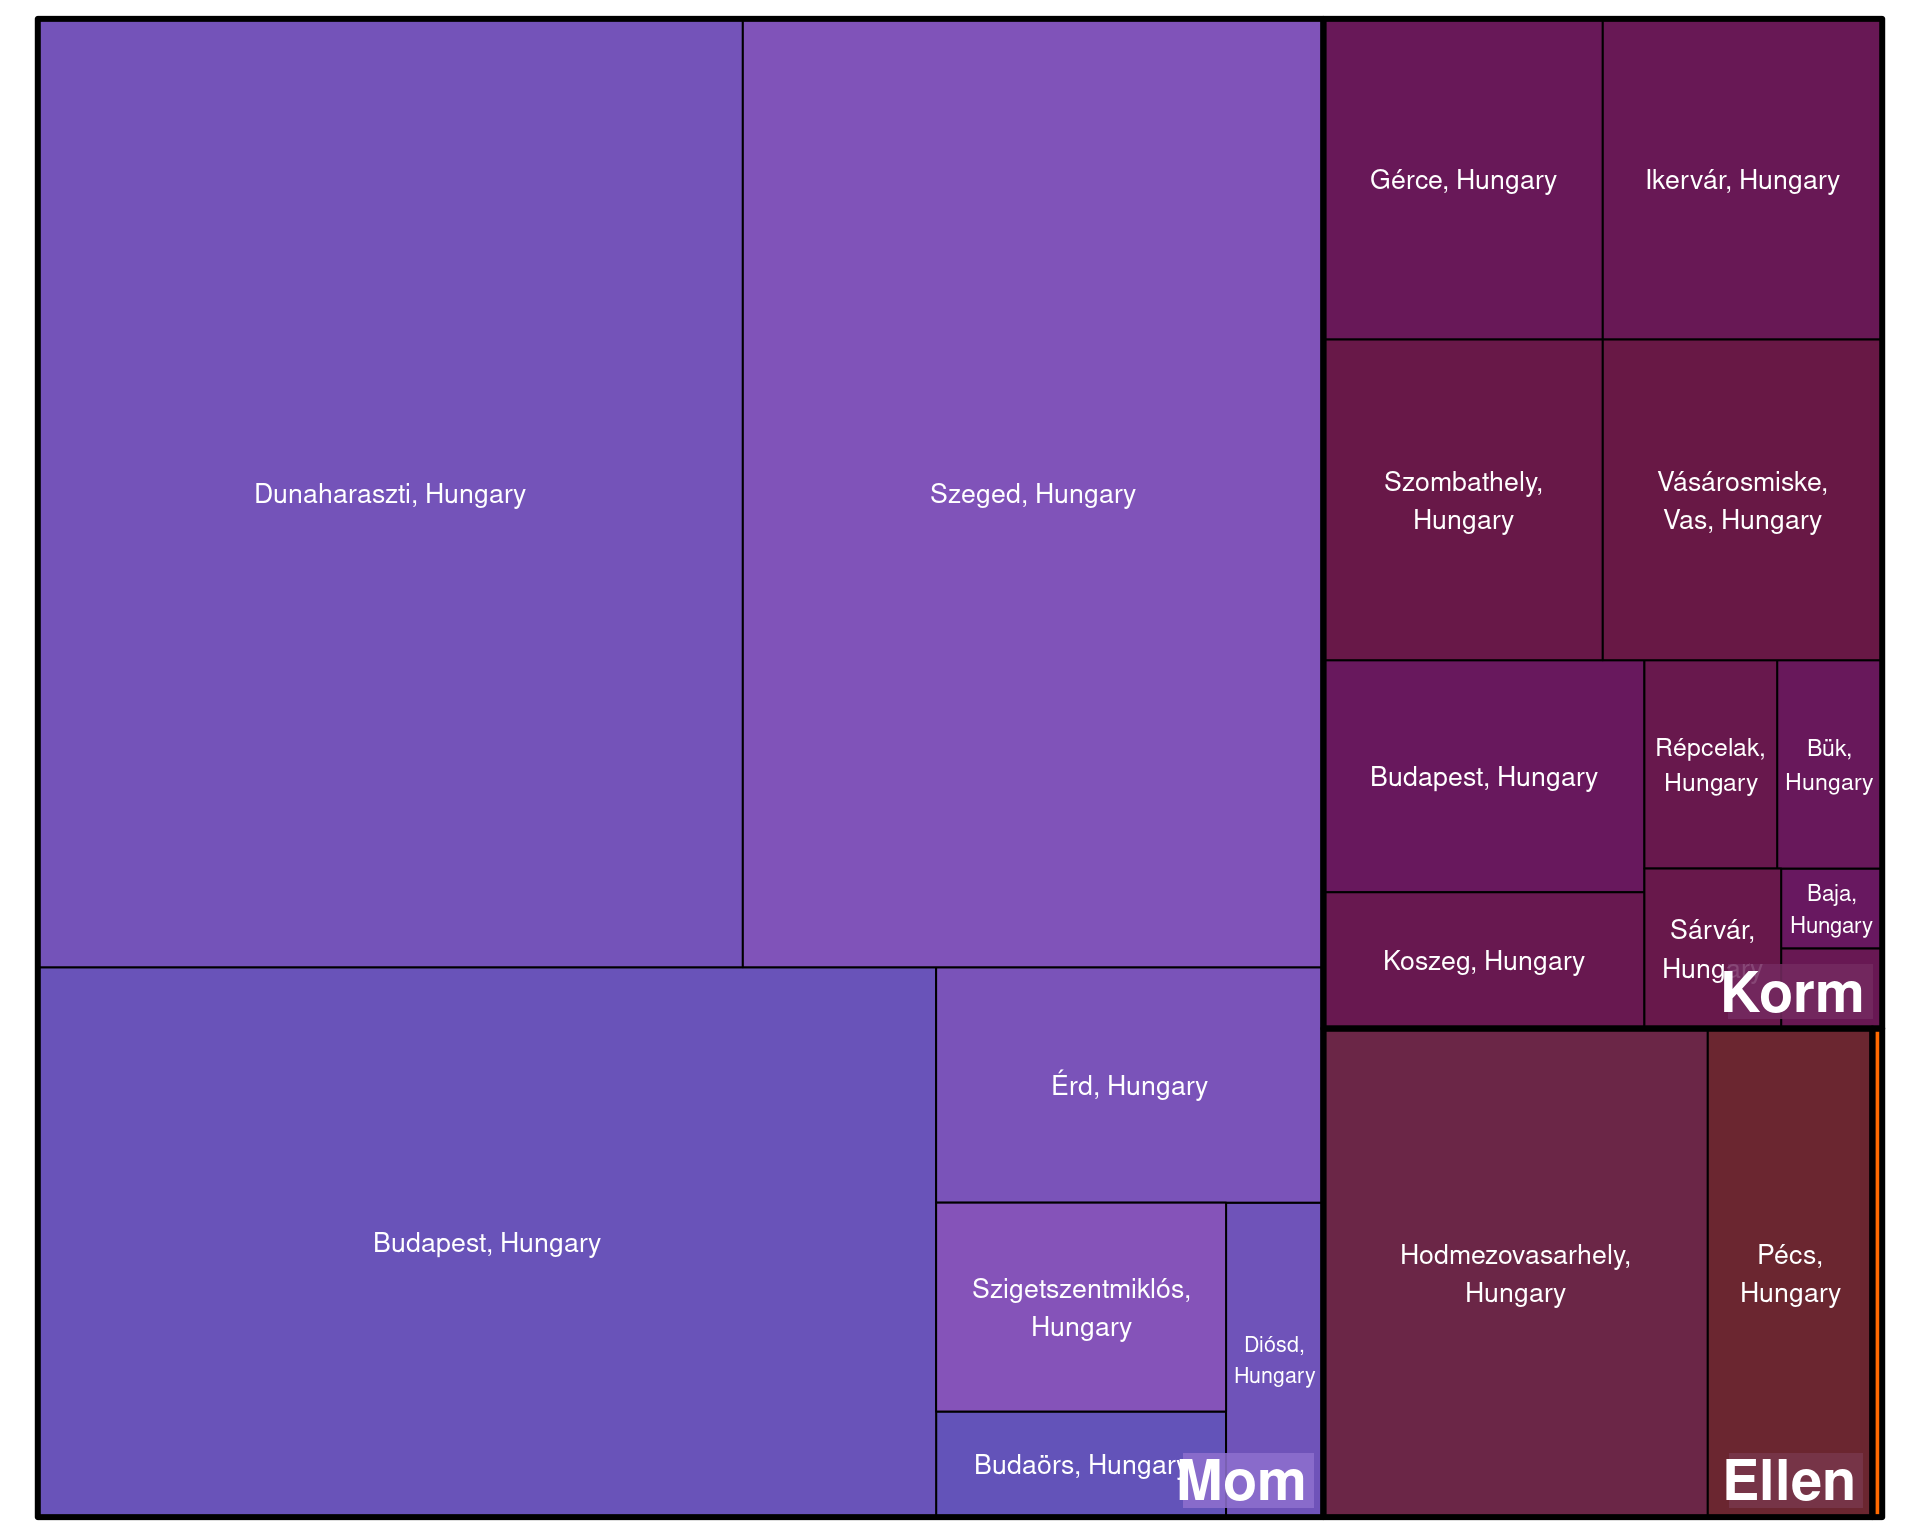 Dunaharaszti, Hungary
Szeged, Hungary
Budapest, Hungary
Érd, Hungary
Szigetszentmiklós,
Hungary
Diósd,
Hungary
Budaörs, Hungary
Mom
Gérce, Hungary
Ikervár, Hungary
Szombathely,
Hungary
Vásárosmiske,
Vas, Hungary
Budapest, Hungary
Répcelak,
Hungary
Bük,
Hungary
Koszeg, Hungary
Sárvár,
Hungary
Baja,
Hungary
Korm
Hodmezovasarhely,
Hungary
Pécs,
Hungary
Ellen